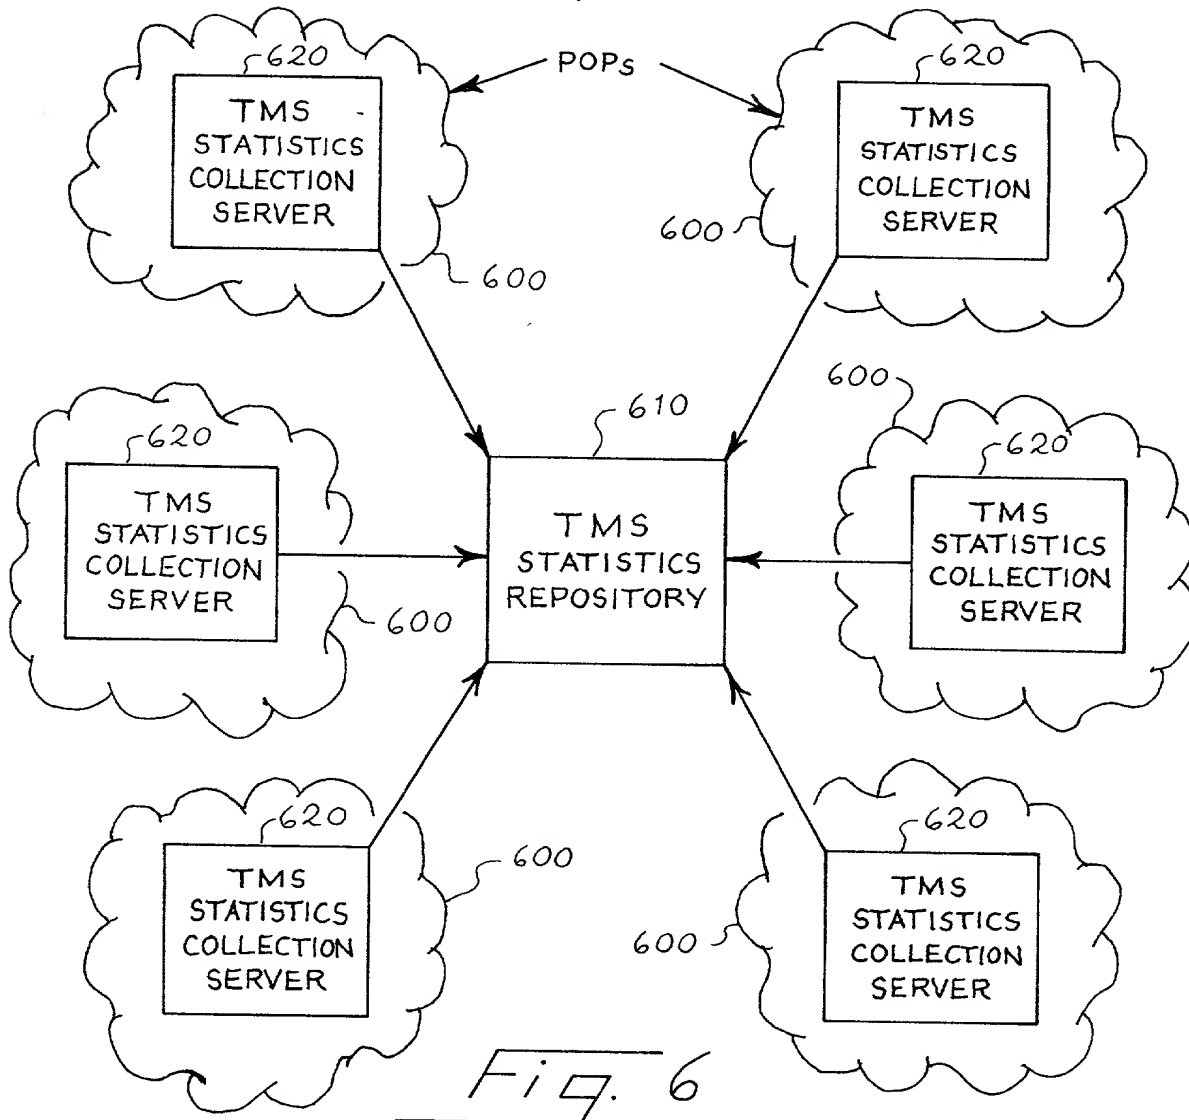 620
TMS
STATISTICS
COLLECTION
SERVER
600
POPs
620
TMS
STATISTICS
COLLECTION
SERVER
600
620
TMS
STATISTICS
COLLECTION
SERVER
600
610
TMS
STATISTICS
REPOSITORY
600
620
TMS
STATISTICS
COLLECTION
SERVER
620
TMS
STATISTICS
COLLECTION
SERVER
600
620
TMS
STATISTICS
COLLECTION
SERVER
600
Fig. 6